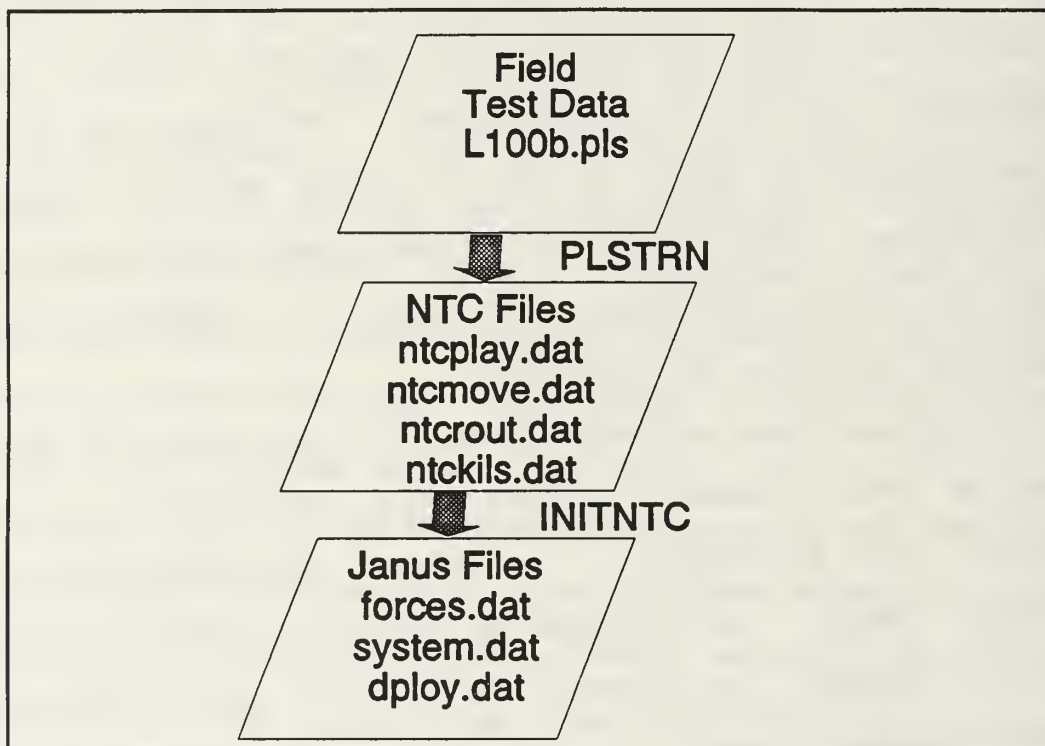 Field
Test Data
L100b.pls
PLSTRN
NTC Files
ntcplay.dat
ntcmove.dat
ntcrout.dat
ntckils.dat
INITNTC
Janus Files
forces.dat
system.dat
dploy.dat